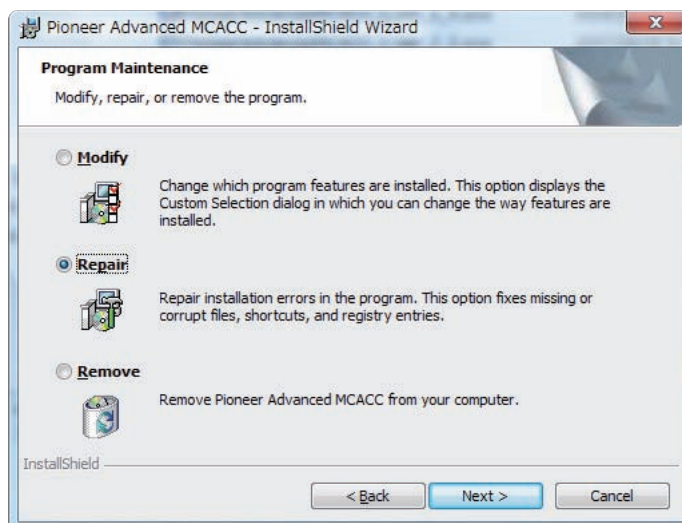 Pioneer Advanced MCACC - InstallShield Wizard
Program Maintenance
Modify, repair, or remove the program.
Modify
Change which program features are installed. This option displays the
Custom Selection dialog in which you can change the way features are
installed.
Repair
Repair installation errors in the program. This option fixes missing or
corrupt files, shortcuts, and registry entries.
Remove
Remove Pioneer Advanced MCACC from your computer.
InstallShield
< Back
Next >
Cancel